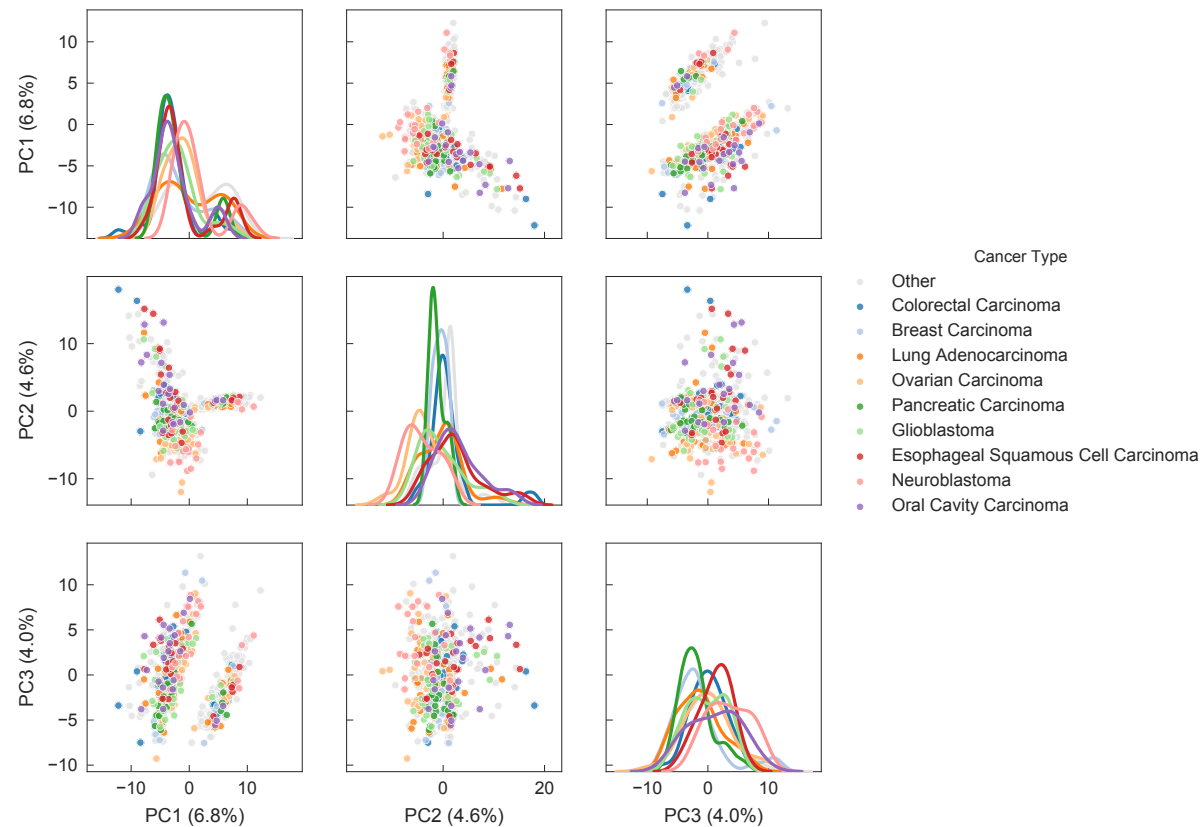 PC1 (6.8%)
10
5
0
−5
−10
PC2 (4.6%)
10
0
−10
PC3 (4.0%)
10
5
0
−5
−10
−10
0
10
PC1 (6.8%)
0
20
PC2 (4.6%)
−10
0
10
PC3 (4.0%)
Cancer Type
Other
Colorectal Carcinoma
Breast Carcinoma
Lung Adenocarcinoma
Ovarian Carcinoma
Pancreatic Carcinoma
Glioblastoma
Esophageal Squamous Cell Carcinoma
Neuroblastoma
Oral Cavity Carcinoma